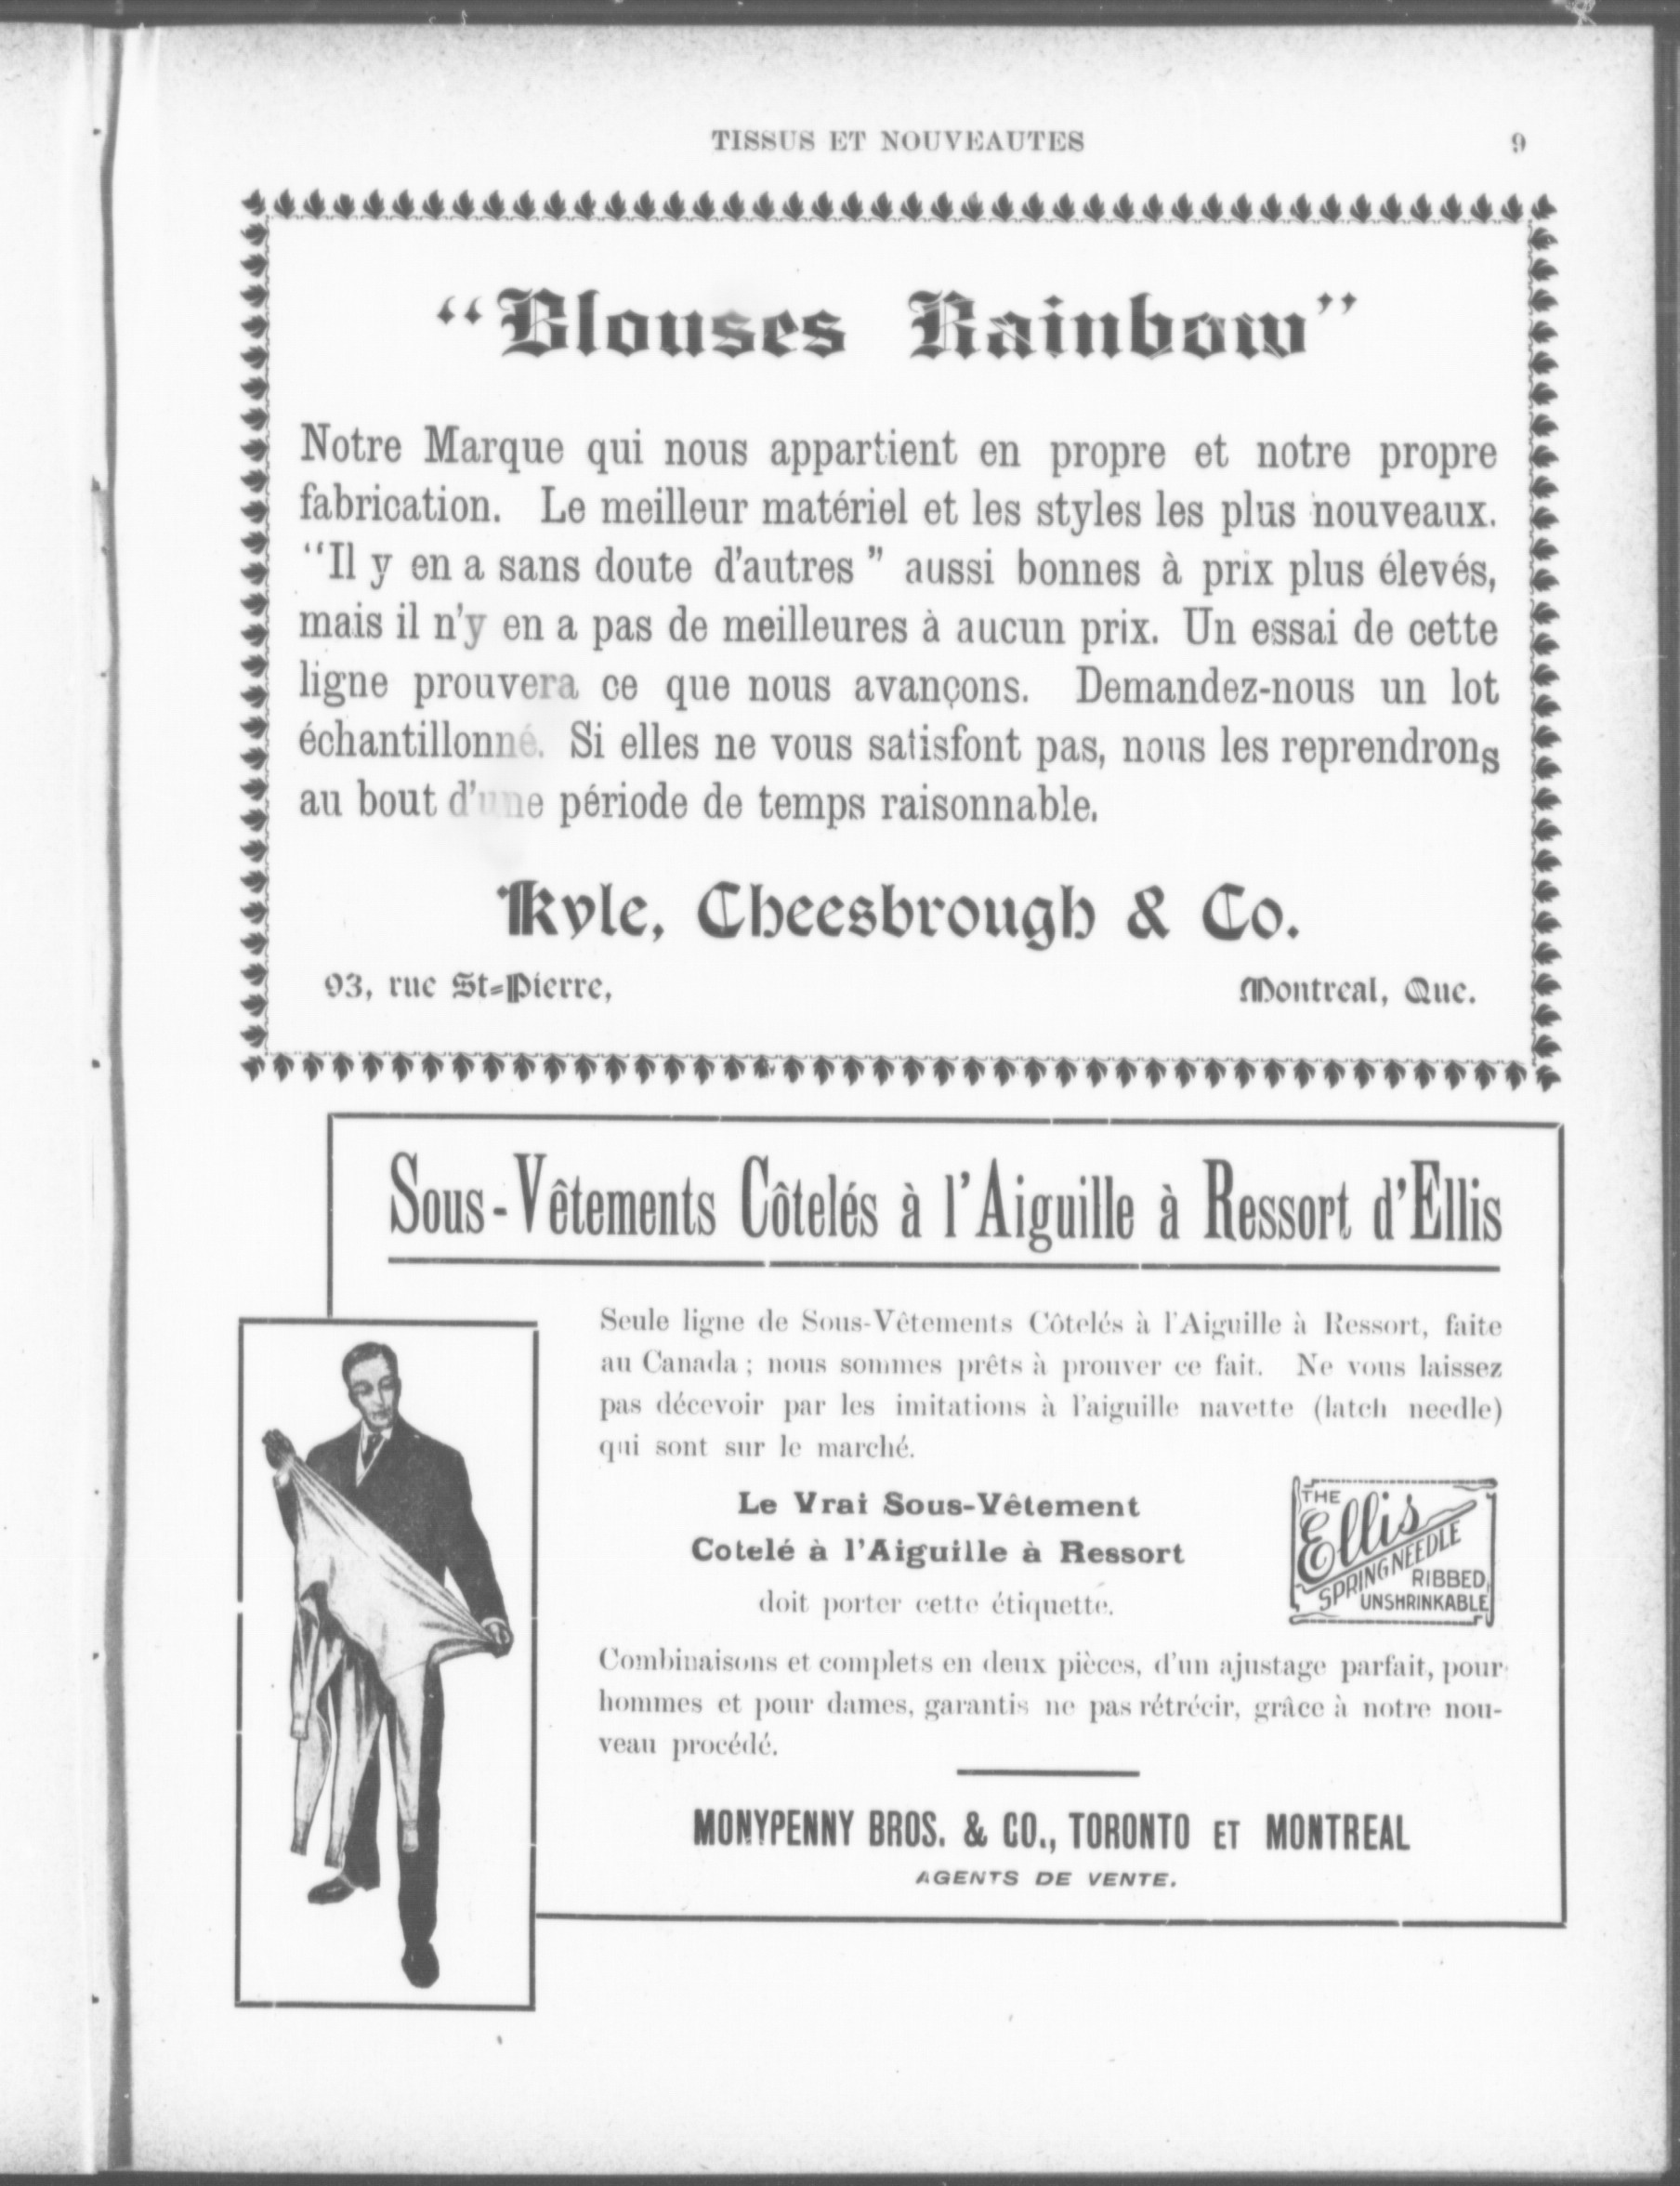 TISSUS ET NOUVEAUTES 9
“Blouses Rainbow”
Notre Marque qui nous appartient en propre et notre propre
fabrication. Le meilleur matériel et les styles les plus nouveaux.
“Il y en a sans doute d'autres ” aussi bonnes à prix plus élevés,
mais il n'y en a pas de meilleures à aucun prix. Un essai de cette
ligne prouvera ce que nous avançons. Demandez-nous un lot
échantillonné. Si elles ne vous satisfont pas, nous les reprendrons
au bout d'une période de temps raisonnable.
Kyle, Cheesbrough & Co.
93, rue St-Pierre, Montreal, Que.
Sous-Vêtements Côtelés à l'Aiguille à Ressort d'Ellis
Seule ligne de Sous-Vêtements Côtelés à l'Aiguille à Ressort, faite
au Canada ; nous sommes prêts à prouver ce fait. Ne vous laissez
pas décevoir par les imitations à l'aiguille navette (latch needle)
qui sont sur le marché.
Le Vrai Sous-Vêtement
Cotelé à l'Aiguille à Ressort
doit porter cette étiquette.
THE
Ellis
SPRING NEEDLE
RIBBED
UNSHRINKABLE
Combinaisons et complets en deux pièces, d'un ajustage parfait, pour
hommes et pour dames, garantis ne pas rétrécir, grâce à notre nou-
veau procédé.
MONYPENNY BROS. & CO., TORONTO ET MONTREAL
AGENTS DE VENTE.